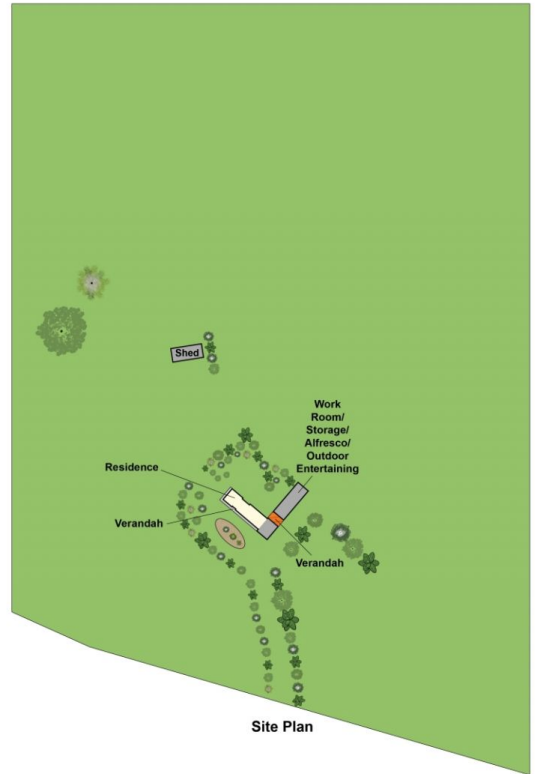 Shed
Work
Room/
Storage/
Alfresco/
Outdoor
Entertaining
Residence
Verandah
Verandah
Site Plan